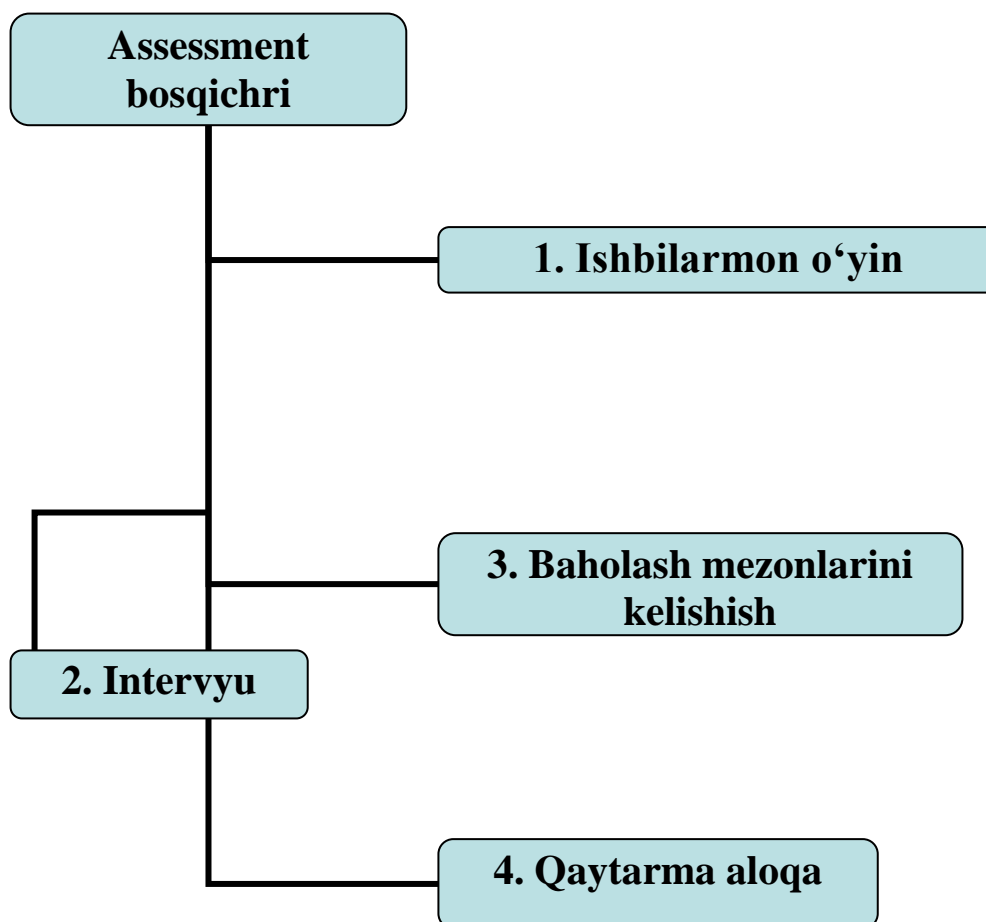 Assessment
bosqichri
1. Ishbilarmon o‘yin
3. Baholash mezonlarini
kelishish
2. Intervyu
4. Qaytarma aloqa